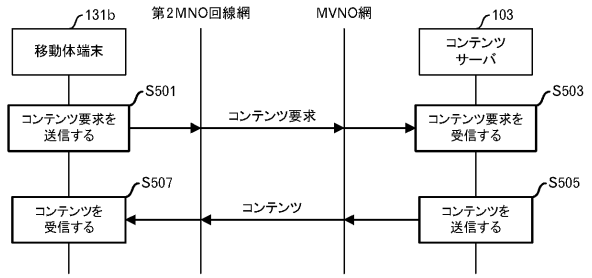 131b
第2MNO回線網
MVNO網
103
移動体端末
コンテンツ
サーバ
S501
S503
コンテンツ要求を
送信する
コンテンツ要求
コンテンツ要求を
受信する
S507
S505
コンテンツを
受信する
コンテンツ
コンテンツを
送信する